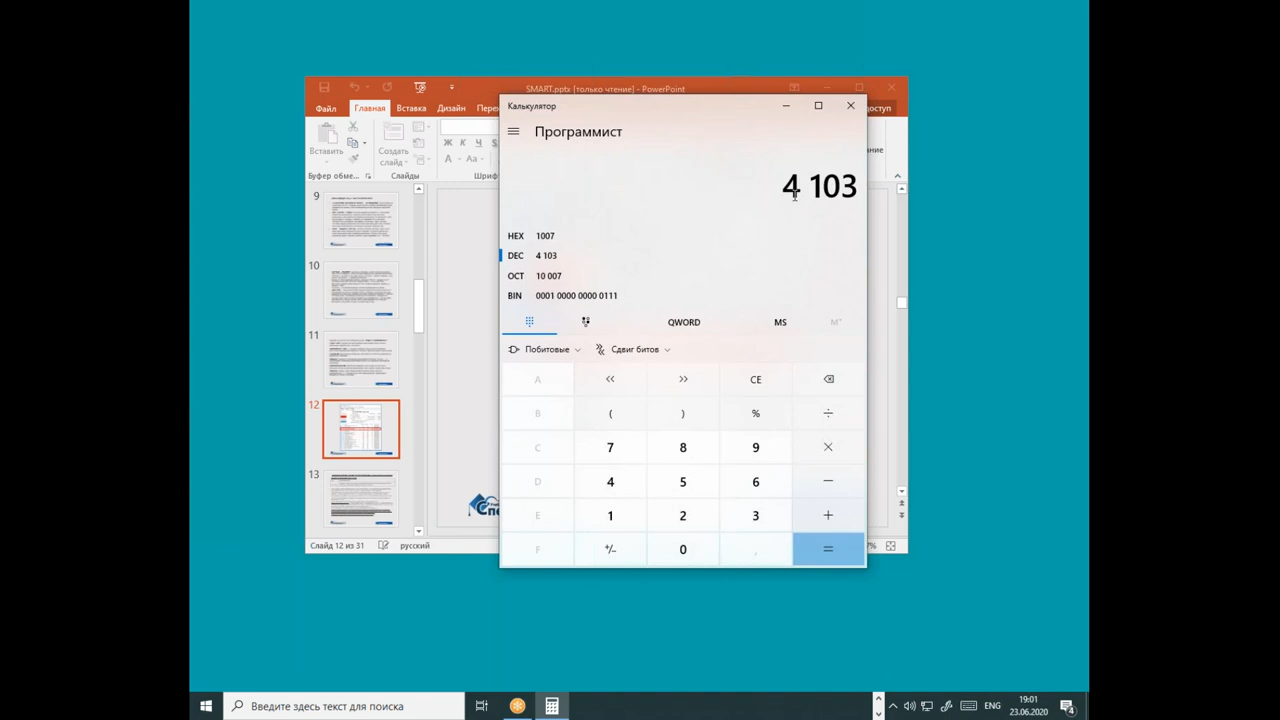 SMART.pptx [только чтение] - PowerPoint
Файл
Главная
Вставка
Дизайн
Вставить
Создать
слайд
Ж К Ч
A Aa
Буфер обме...
Слайды
9
10
11
12
13
Слайд 12 из 31
русский
Калькулятор
Программист
4 103
HEX 1007
DEC 4 103
OCT 10 007
BIN 0001 0000 0000 0111
QWORD
MS
Побитовые
Сдвиг битов
A << >> CE
B ( ) % ÷
C 7 8 9 ×
D 4 5 6 −
E 1 2 3 +
F +/- 0 , =
Введите здесь текст для поиска
ENG
19:01
23.06.2020
4